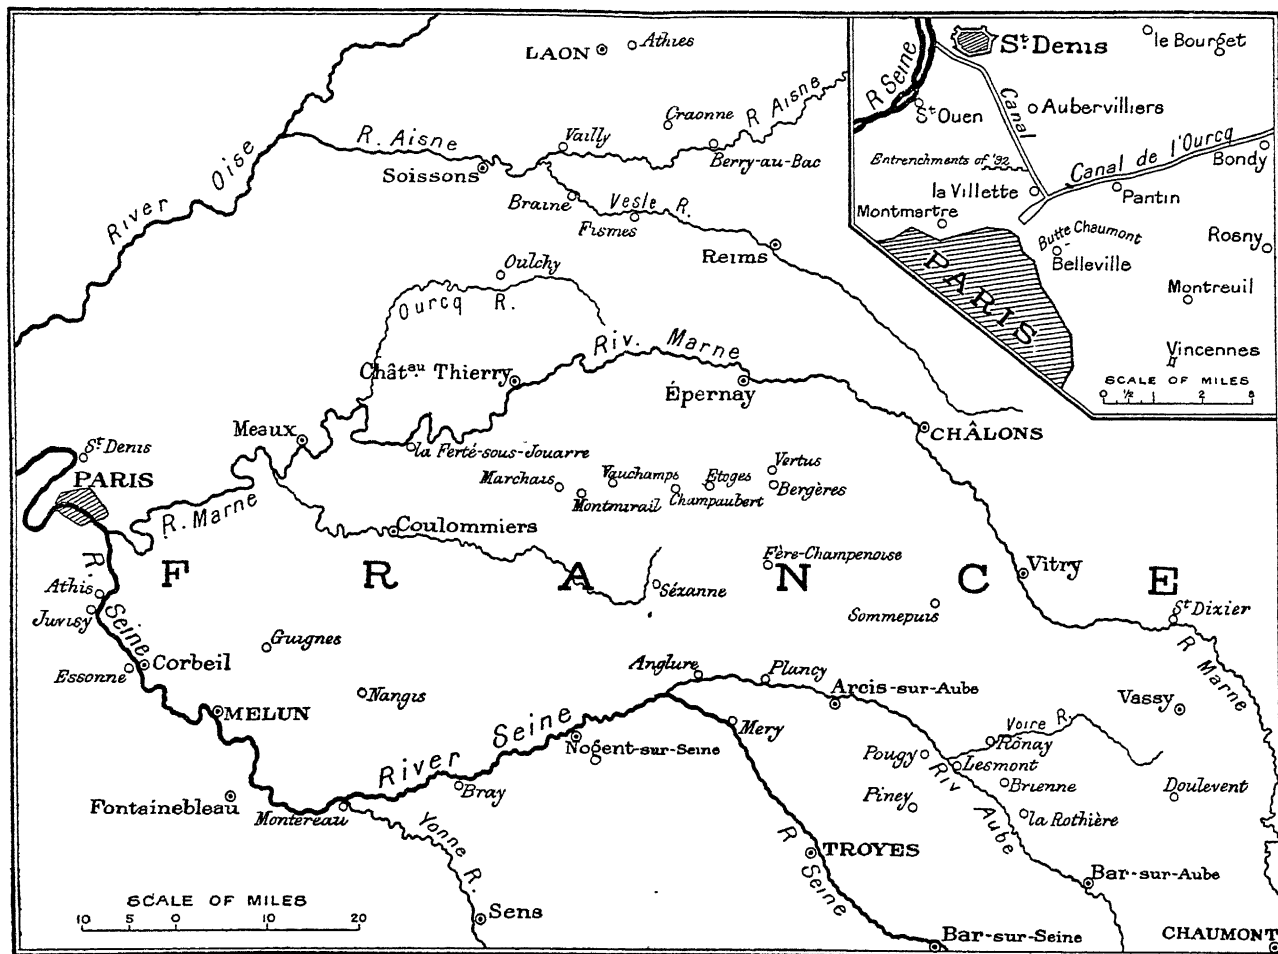 LAON
Athies
Craonne
R Aisne
R. Aisne
Vailly
Berry-au-Bac
Soissons
River Oise
Braine
Vesle R.
Fismes
Reims
Oulchy
Ourcq R.
Riv. Marne
Chât.au Thierry
Épernay
CHÂLONS
Meaux
la Ferté-sous-Jouarre
St Denis
PARIS
R. Marne
Marchais
Vauchamps
Etoges
Vertus
Montmirail
Champaubert
Bergères
Coulommiers
Fère-Champenoise
FRANCE
Vitry
Sézanne
Sommepuis
St Dizier
R Marne
Athis
Juvisy
R. Seine
Guignes
Corbeil
Essonne
Nangis
MELUN
Anglure
Plancy
Arcis-sur-Aube
Vassy
River Seine
Nogent-sur-Seine
Mery
Voire R.
Rônay
Pougy
Lesmont
Brienne
Doulevent
Piney
la Rothière
Riv Aube
Fontainebleau
Montereau
Bray
Yonne R.
Sens
TROYES
R Seine
Bar-sur-Aube
Bar-sur-Seine
CHAUMONT
SCALE OF MILES
10 5 0 10 20
St Denis
le Bourget
R Seine
St Ouen
Canal
Aubervilliers
Canal de l'Ourcq
Bondy
Entrenchments of '92
la Villette
Pantin
Montmartre
Butte Chaumont
Belleville
Rosny
PARIS
Montreuil
Vincennes
SCALE OF MILES
0 ½ 1 2 3